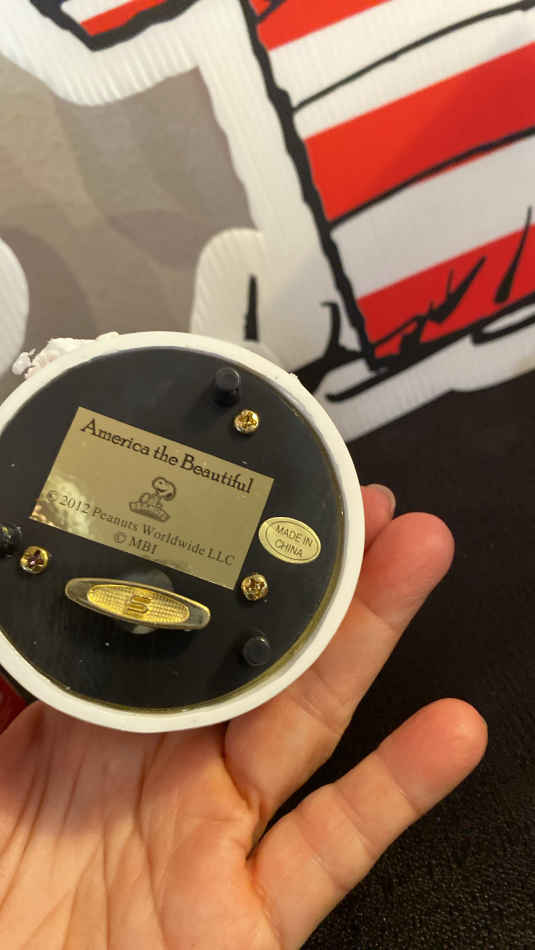 America the Beautiful
© 2012 Peanuts Worldwide LLC
© MBI
MADE IN
CHINA